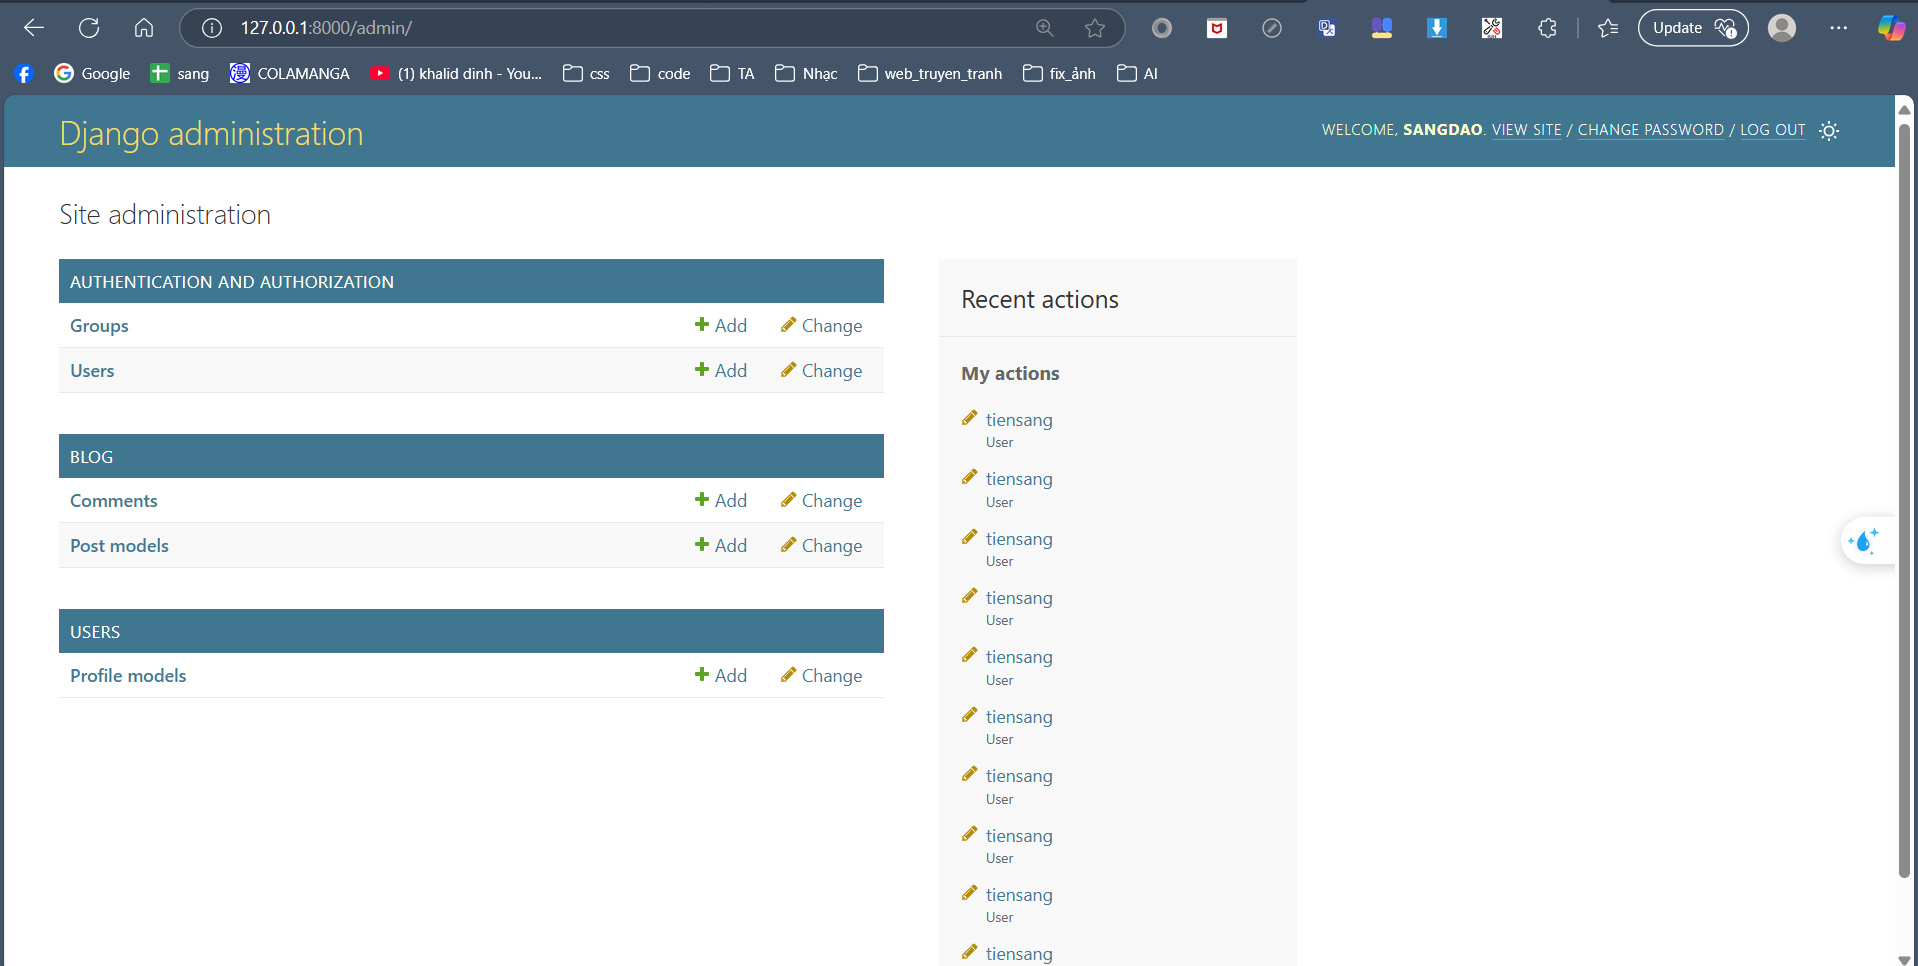 127.0.0.1:8000/admin/
Update
Google
sang
COLAMANGA
(1) khalid dinh - You...
css
code
TA
Nhạc
web_truyen_tranh
fix_ảnh
AI
Django administration
WELCOME, SANGDAO. VIEW SITE / CHANGE PASSWORD / LOG OUT
Site administration
AUTHENTICATION AND AUTHORIZATION
Groups Add Change
Users Add Change
BLOG
Comments Add Change
Post models Add Change
USERS
Profile models Add Change
Recent actions
My actions
tiensang
User
tiensang
User
tiensang
User
tiensang
User
tiensang
User
tiensang
User
tiensang
User
tiensang
User
tiensang
User
tiensang